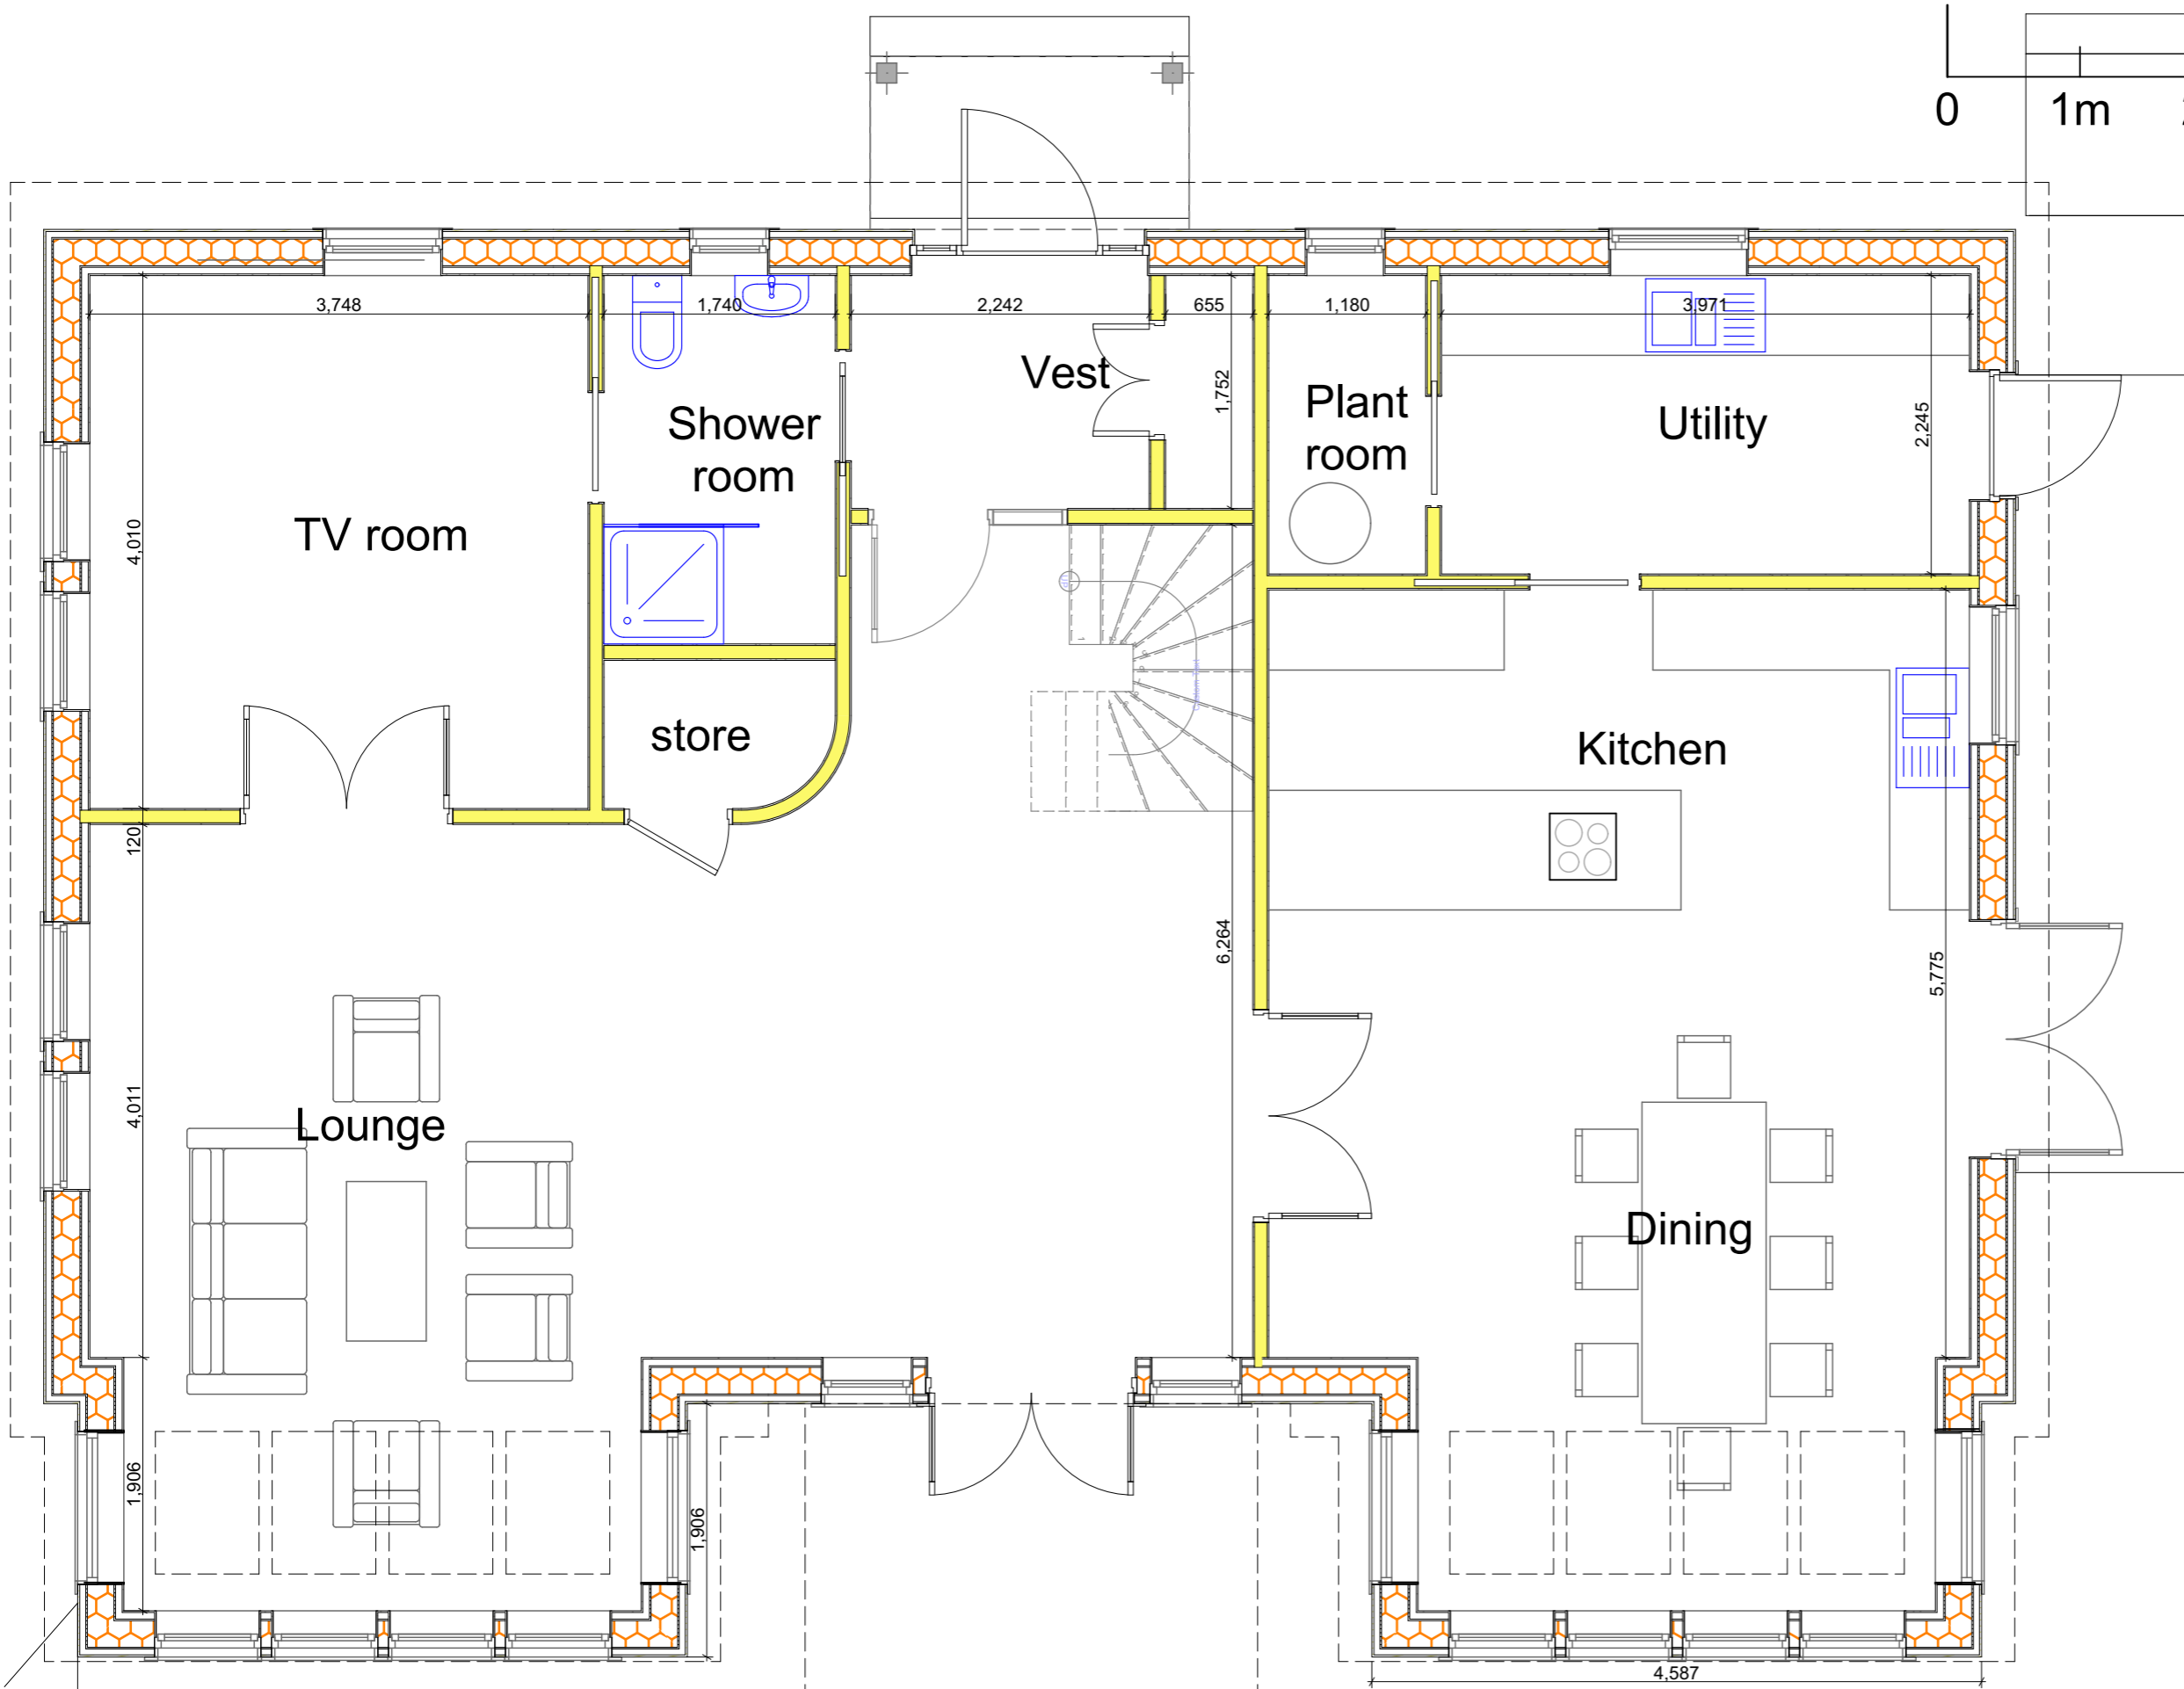 0 1m
3,748
1,740
2,242
655
1,180
3,971
Vest
1,752
Plant
room
Shower
room
Utility
2,245
TV room
4,010
UP
store
Kitchen
120
6,264
5,775
4,011
Lounge
Dining
1,906
1,906
4,587